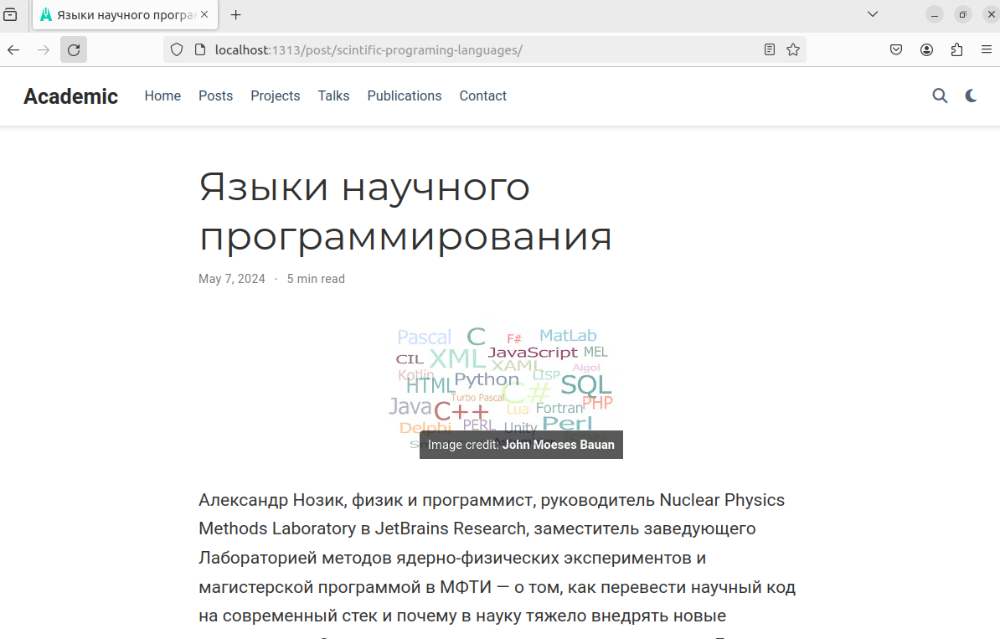 Языки научного програм
localhost:1313/post/scintific-programing-languages/
Academic Home Posts Projects Talks Publications Contact
Языки научного
программирования
May 7, 2024 · 5 min read
Pascal C F# MatLab
CIL XML JavaScript MEL
XAML Algol
Kotlin HTML Python LISP SQL
Turbo Pascal C# PHP
Java C++ Lua Fortran
Delphi PERL Unity Perl
Image credit: John Moeses Bauan
Александр Нозик, физик и программист, руководитель Nuclear Physics
Methods Laboratory в JetBrains Research, заместитель заведующего
Лабораторией методов ядерно-физических экспериментов и
магистерской программой в МФТИ — о том, как перевести научный код
на современный стек и почему в науку тяжело внедрять новые